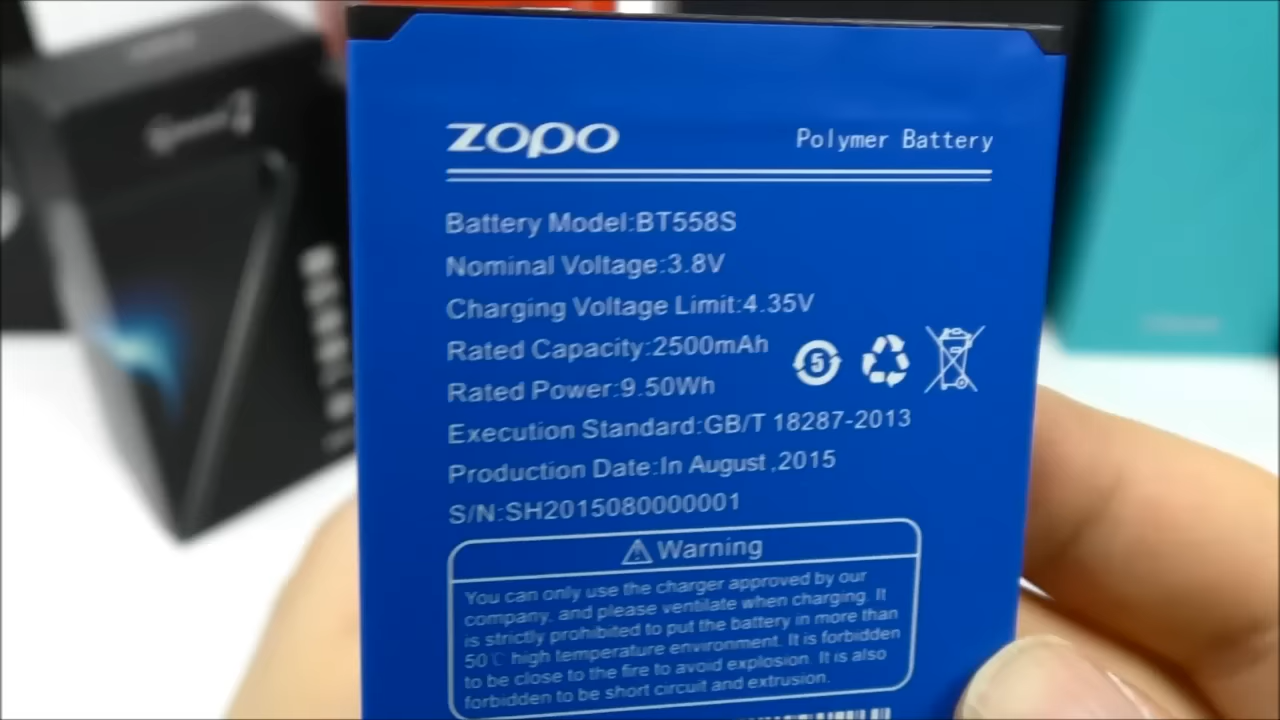 ZOPO
Polymer Battery
Battery Model:BT558S
Nominal Voltage:3.8V
Charging Voltage Limit:4.35V
Rated Capacity:2500mAh
5
Rated Power:9.50Wh
Execution Standard:GB/T 18287-2013
Production Date:In August ,2015
S/N:SH2015080000001
Warning
You can only use the charger approved by our
company, and please ventilate when charging. It
is strictly prohibited to put the battery in more than
50℃ high temperature environment. It is forbidden
to be close to the fire to avoid explosion. It is also
forbidden to be short circuit and extrusion.